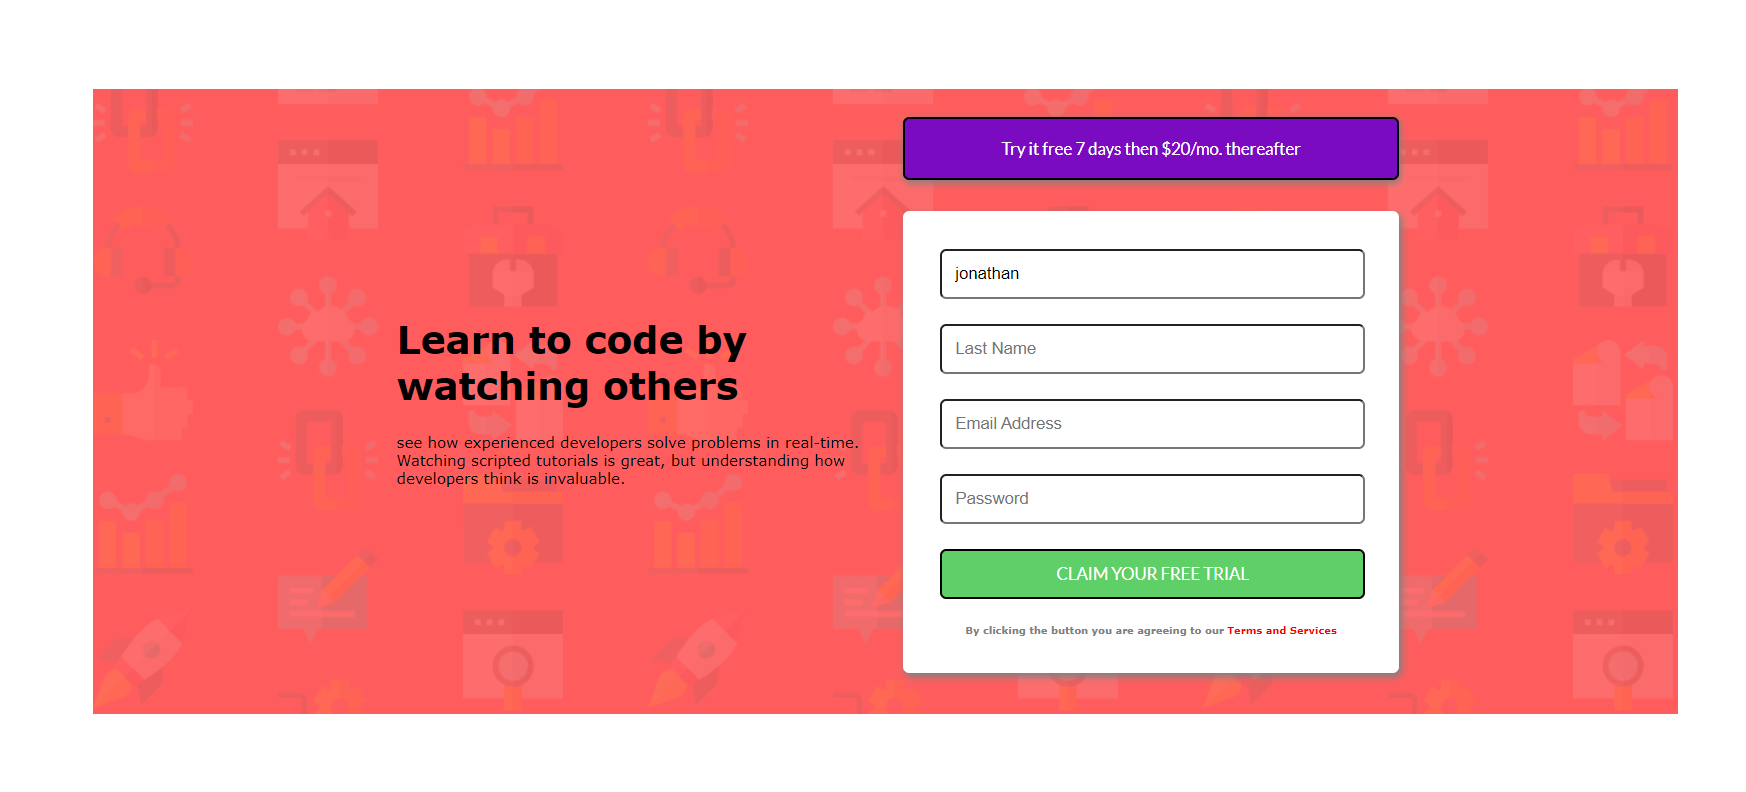 Try it free 7 days then $20/mo. thereafter
Learn to code by
watching others
see how experienced developers solve problems in real-time.
Watching scripted tutorials is great, but understanding how
developers think is invaluable.
jonathan
Last Name
Email Address
Password
CLAIM YOUR FREE TRIAL
By clicking the button you are agreeing to our Terms and Services